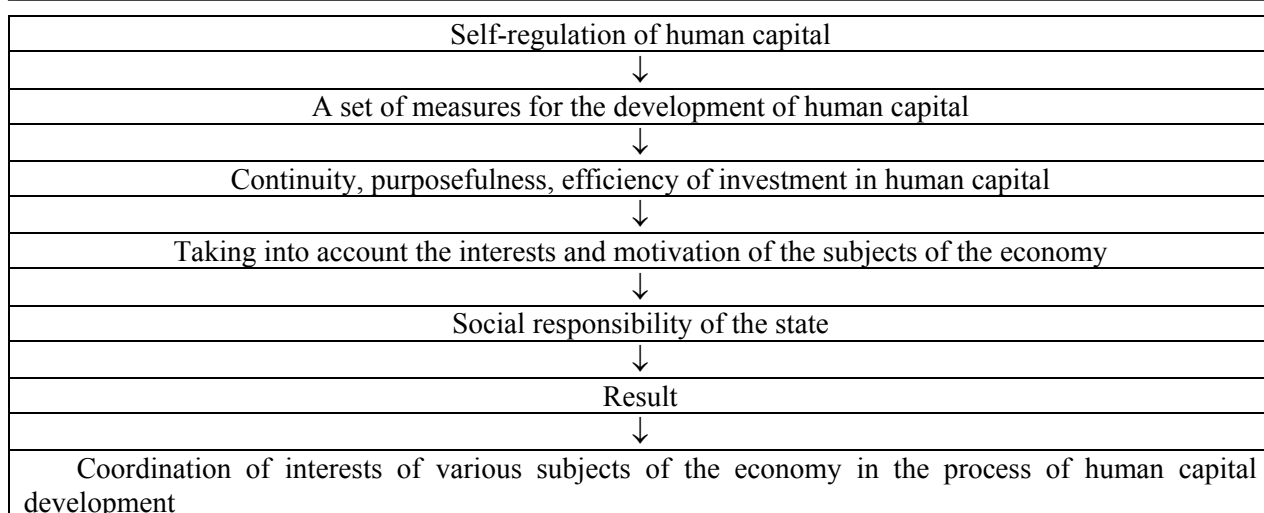 Self-regulation of human capital
↓
A set of measures for the development of human capital
↓
Continuity, purposefulness, efficiency of investment in human capital
↓
Taking into account the interests and motivation of the subjects of the economy
↓
Social responsibility of the state
↓
Result
↓
Coordination of interests of various subjects of the economy in the process of human capital
development